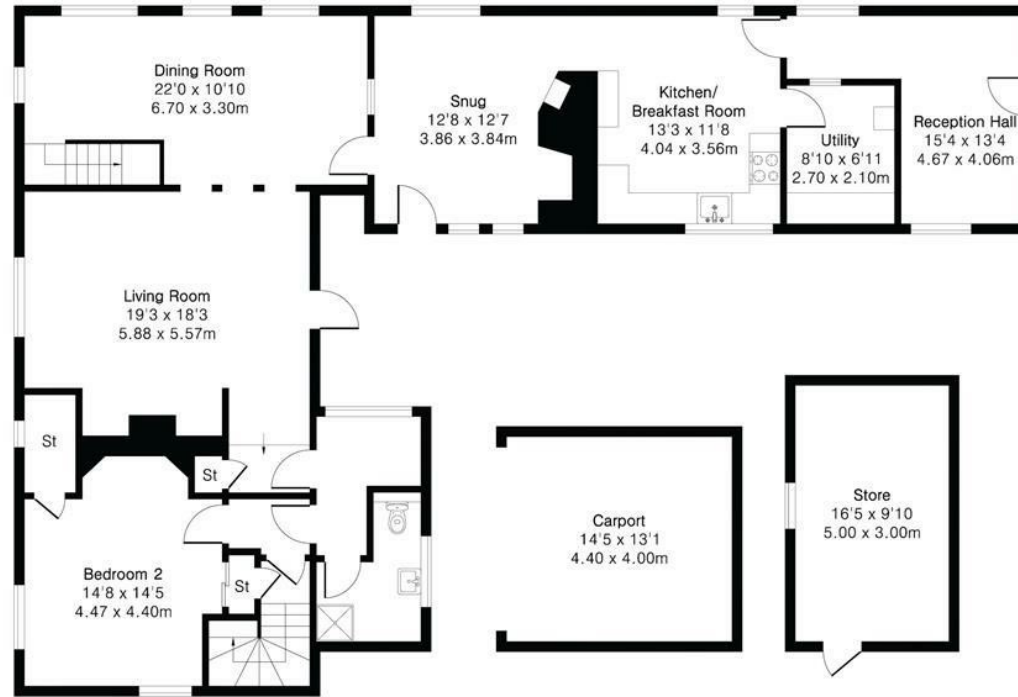 Dining Room
22'0 x 10'10
6.70 x 3.30m
Snug
12'8 x 12'7
3.86 x 3.84m
Kitchen/
Breakfast Room
13'3 x 11'8
4.04 x 3.56m
Utility
8'10 x 6'11
2.70 x 2.10m
Reception Hall
15'4 x 13'4
4.67 x 4.06m
Living Room
19'3 x 18'3
5.88 x 5.57m
St
St
Bedroom 2
14'8 x 14'5
4.47 x 4.40m
St
Carport
14'5 x 13'1
4.40 x 4.00m
Store
16'5 x 9'10
5.00 x 3.00m